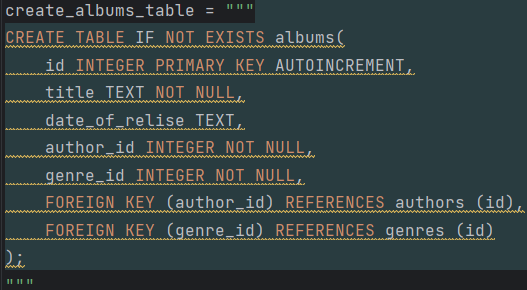 create_albums_table = """
CREATE TABLE IF NOT EXISTS albums(
    id INTEGER PRIMARY KEY AUTOINCREMENT,
    title TEXT NOT NULL,
    date_of_relise TEXT,
    author_id INTEGER NOT NULL,
    genre_id INTEGER NOT NULL,
    FOREIGN KEY (author_id) REFERENCES authors (id),
    FOREIGN KEY (genre_id) REFERENCES genres (id)
);
"""